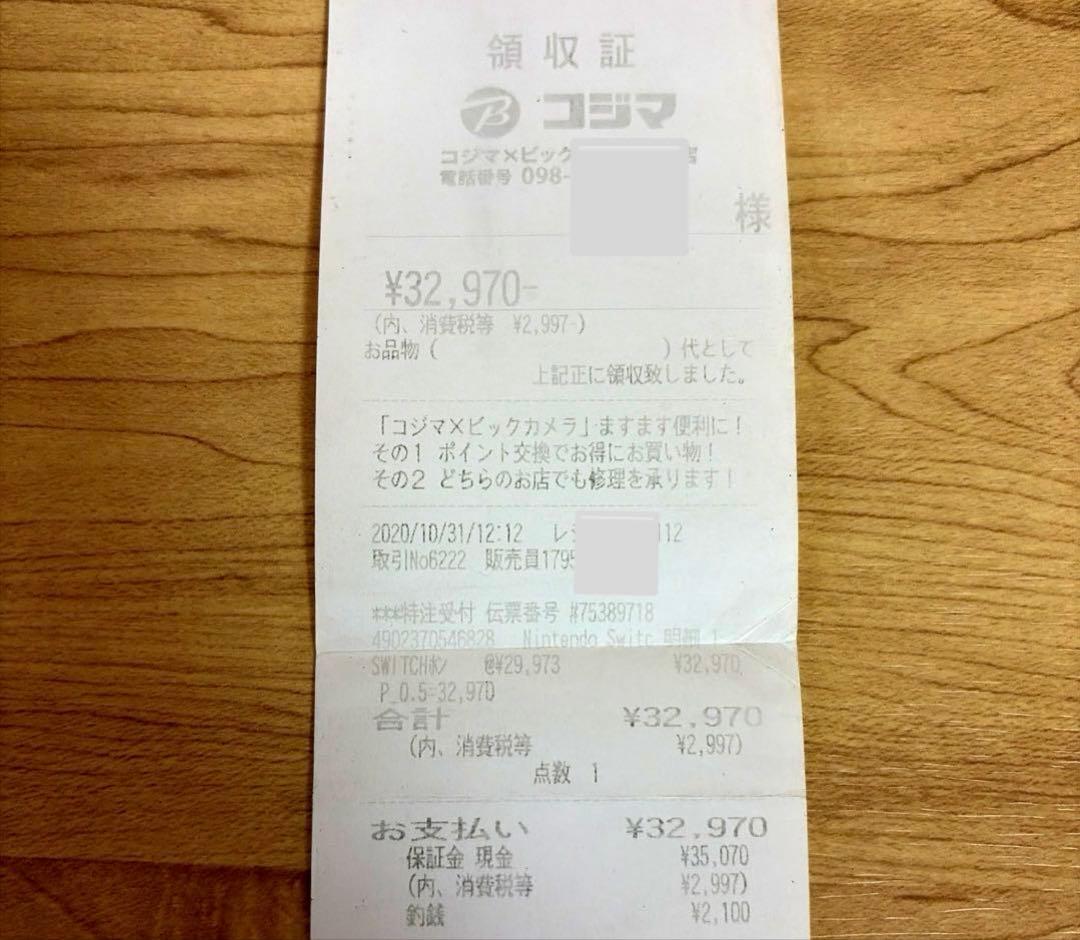 領収証
B コジマ
コジマ×ビック
電話番号 098-
様
¥32,970-
(内、消費税等 ¥2,997-)
お品物 ( ) 代として
上記正に領収致しました。
「コジマ×ビックカメラ」ますます便利に!
その1 ポイント交換でお得にお買い物!
その2 どちらのお店でも修理を承ります!
2020/10/31/12:12 レジ 112
取引No6222 販売員1795
***特注受付 伝票番号 #75389718
4902370546828 Nintendo Switc 明細 1
SWITCHホン @¥29,973 ¥32,970
P_0.5=32,970
合計 ¥32,970
(内、消費税等 ¥2,997)
点数 1
お支払い ¥32,970
保証金 現金 ¥35,070
(内、消費税等 ¥2,997)
釣銭 ¥2,100